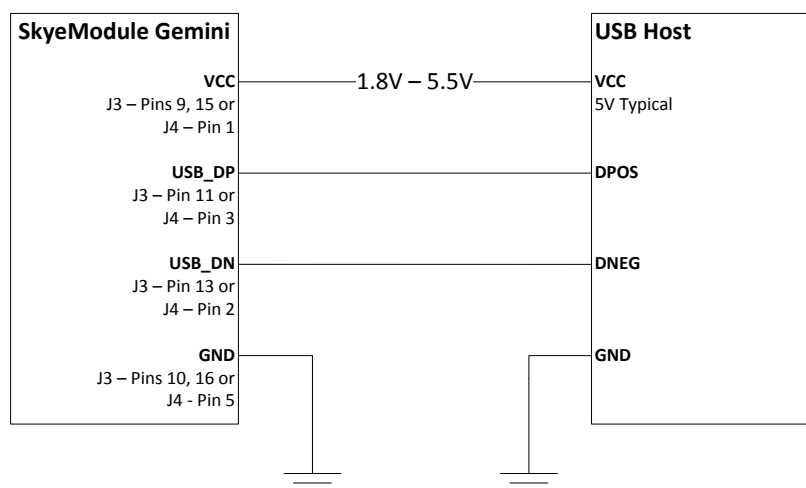 SkyeModule Gemini
VCC
J3 – Pins 9, 15 or
J4 – Pin 1
USB_DP
J3 – Pin 11 or
J4 – Pin 3
USB_DN
J3 – Pin 13 or
J4 – Pin 2
GND
J3 – Pins 10, 16 or
J4 - Pin 5
1.8V – 5.5V
USB Host
VCC
5V Typical
DPOS
DNEG
GND